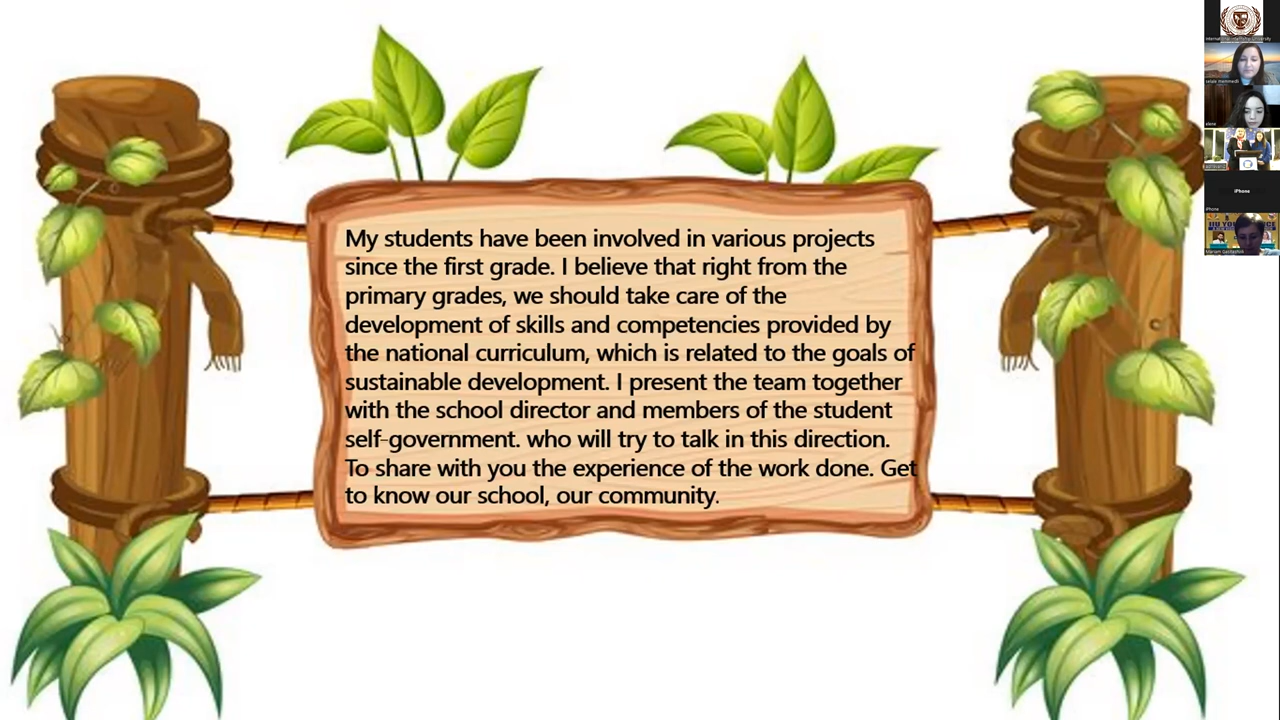 My students have been involved in various projects
since the first grade. I believe that right from the
primary grades, we should take care of the
development of skills and competencies provided by
the national curriculum, which is related to the goals of
sustainable development. I present the team together
with the school director and members of the student
self-government. who will try to talk in this direction.
To share with you the experience of the work done. Get
to know our school, our community.
iPhone
iPhone